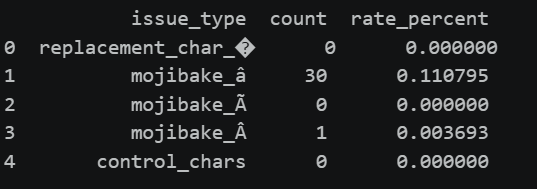 issue_type count rate_percent
0 replacement_char_� 0 0.000000
1 mojibake_â 30 0.110795
2 mojibake_Ã 0 0.000000
3 mojibake_Â 1 0.003693
4 control_chars 0 0.000000